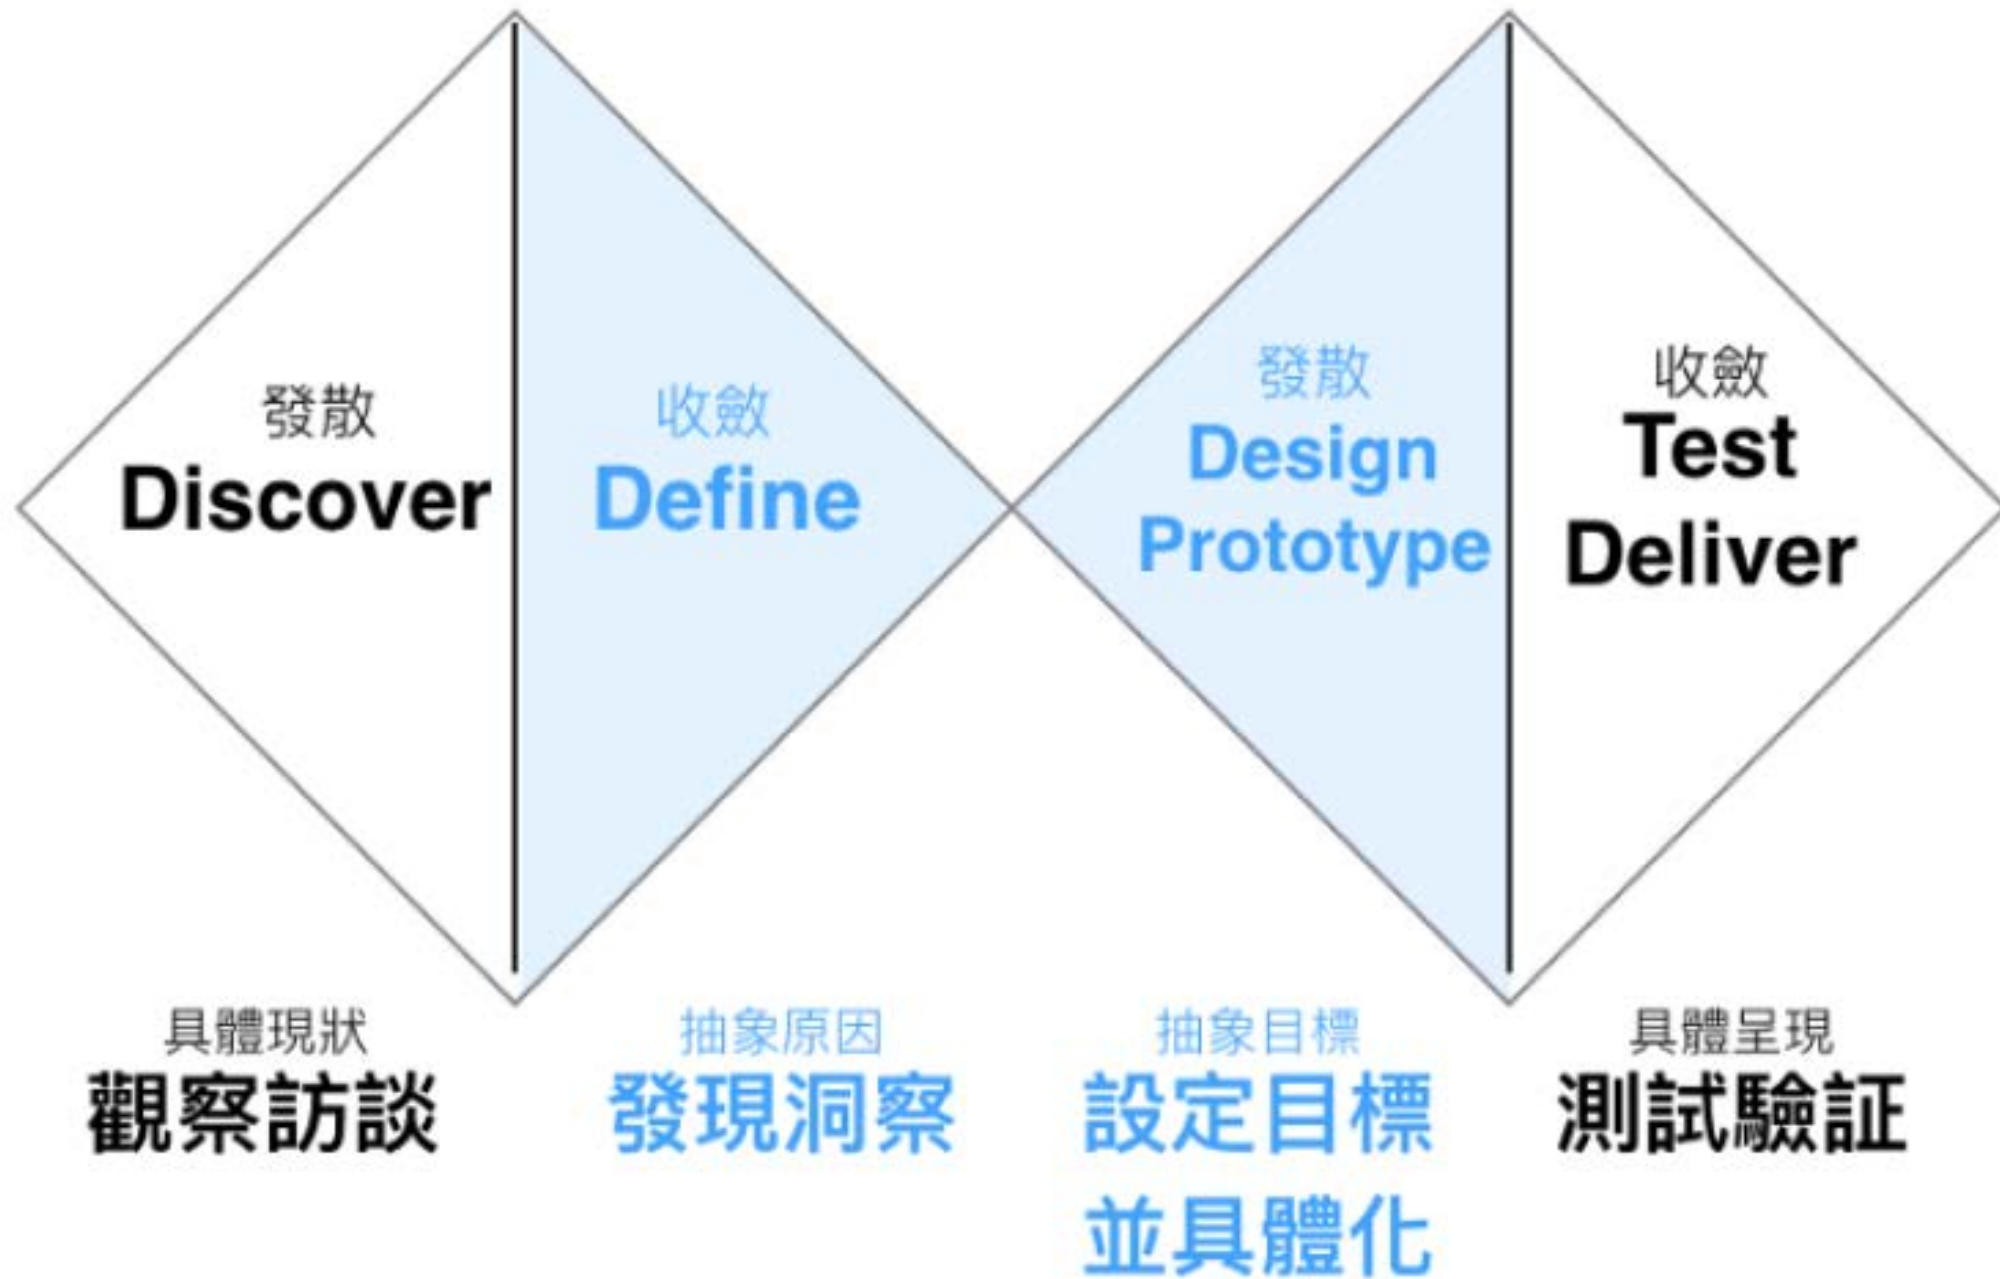 發散
Discover
收斂
Define
發散
Design
Prototype
收斂
Test
Deliver
具體現狀
觀察訪談
抽象原因
發現洞察
抽象目標
設定目標
並具體化
具體呈現
測試驗証